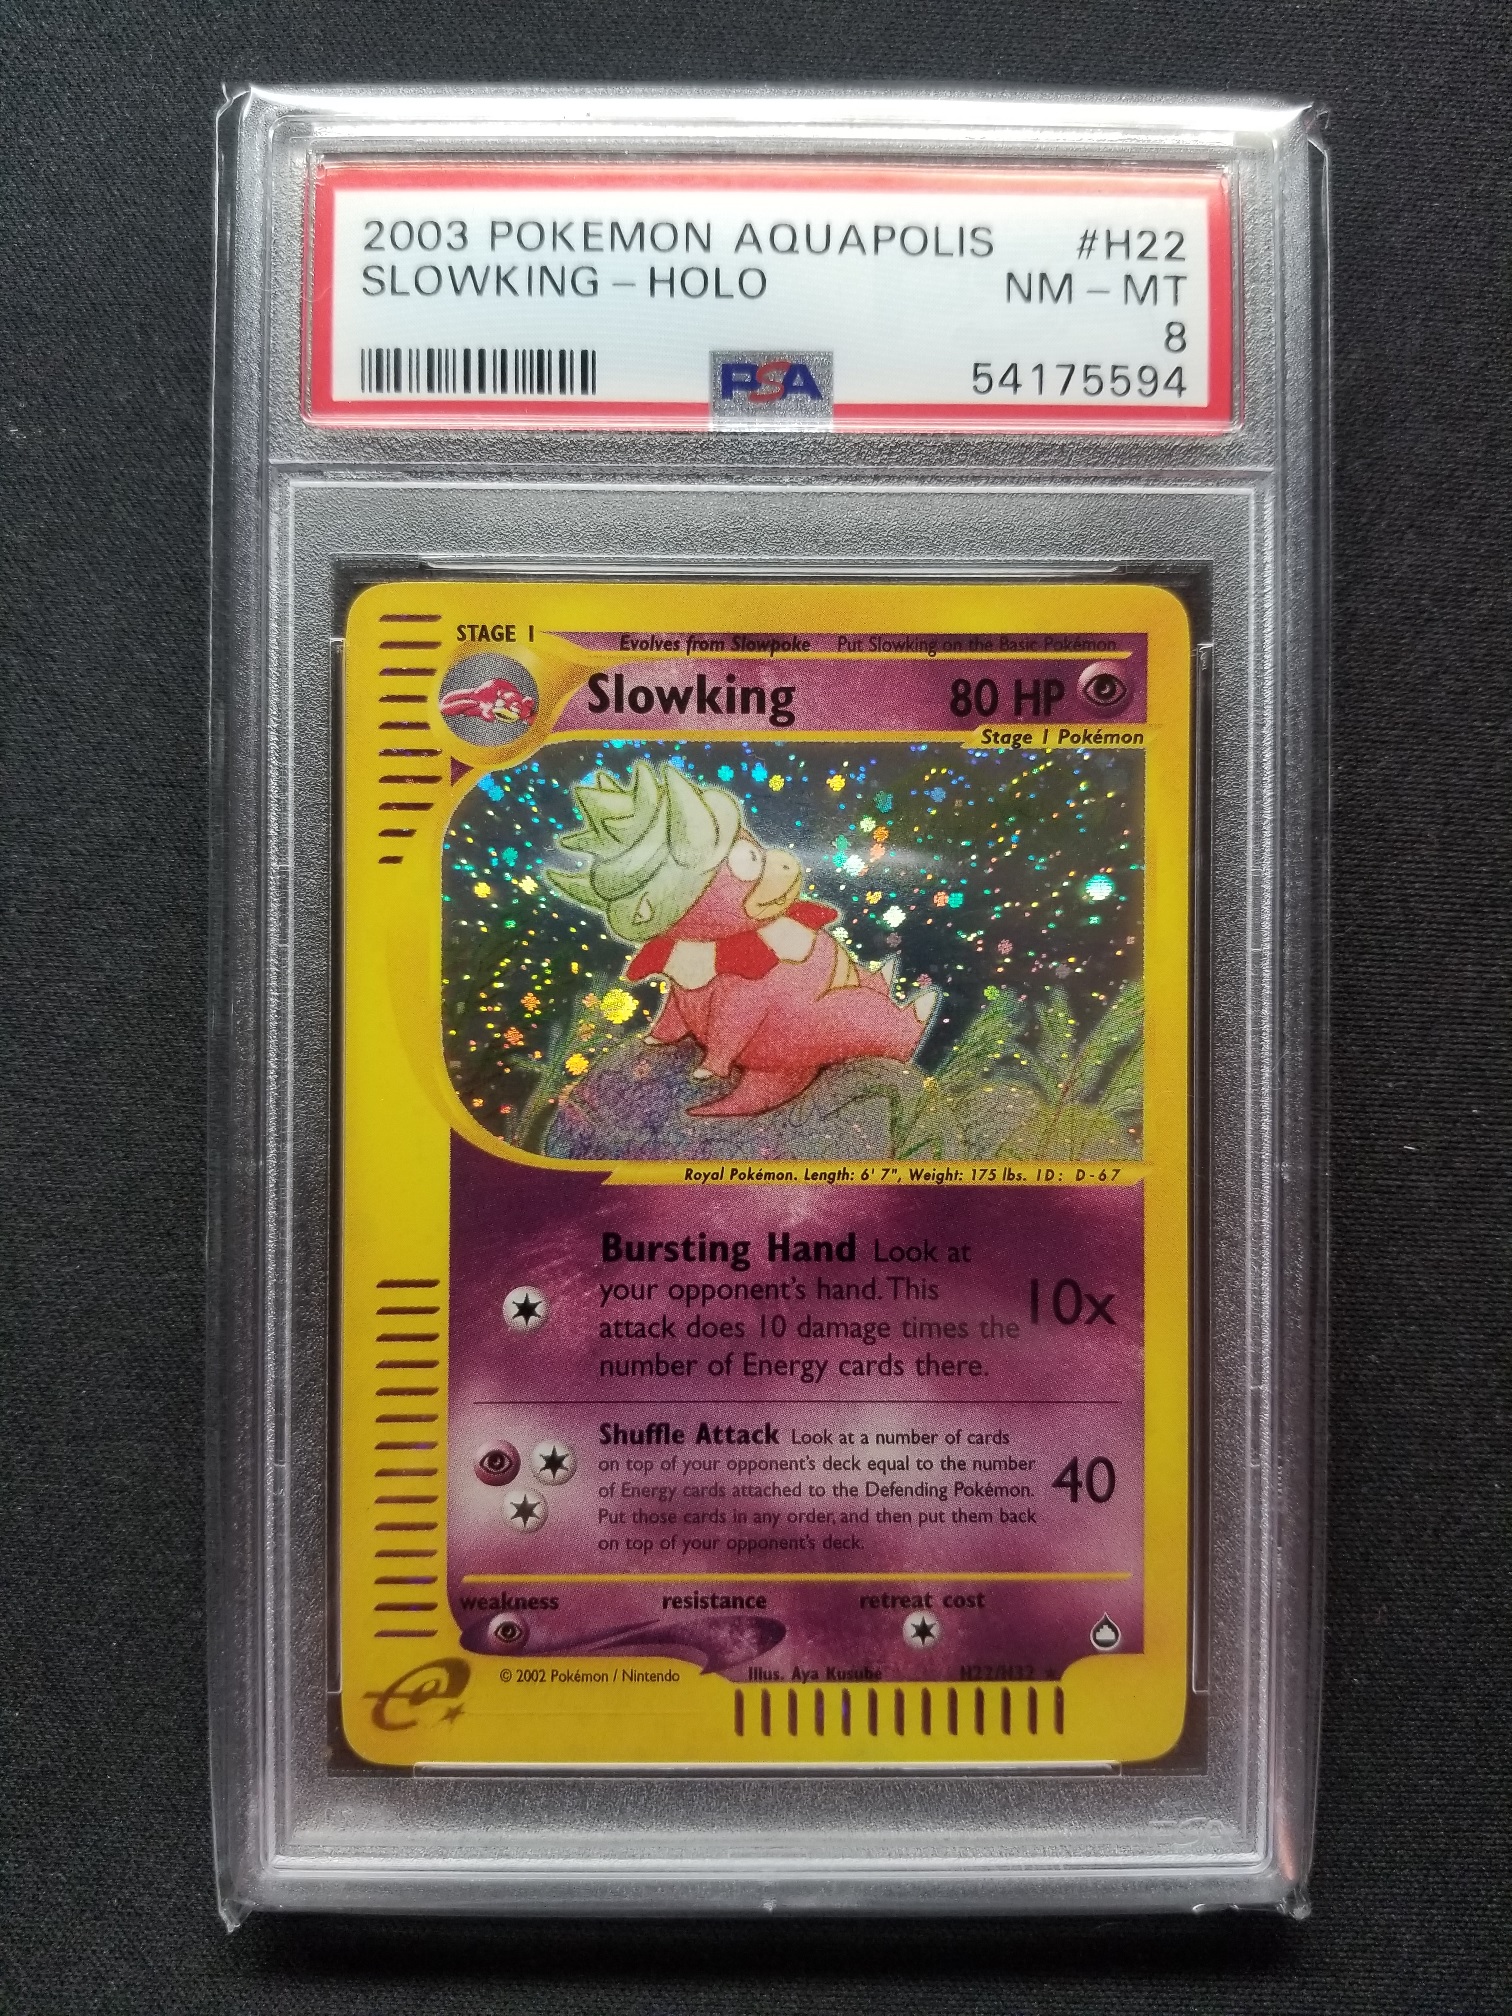 2003 POKEMON AQUAPOLIS #H22
SLOWKING - HOLO NM - MT
8
PSA 54175594
STAGE 1 Evolves from Slowpoke Put Slowking on the Basic Pokémon
Slowking 80 HP
Stage 1 Pokémon
Royal Pokémon. Length: 6' 7", Weight: 175 lbs. ID: D-67
Bursting Hand Look at
your opponent's hand. This
attack does 10 damage times the
number of Energy cards there.
10x
Shuffle Attack Look at a number of cards
on top of your opponent's deck equal to the number
of Energy cards attached to the Defending Pokémon.
Put those cards in any order, and then put them back
on top of your opponent's deck.
40
weakness resistance retreat cost
© 2002 Pokémon / Nintendo Illus. Aya Kusube H22/H32 ★
e